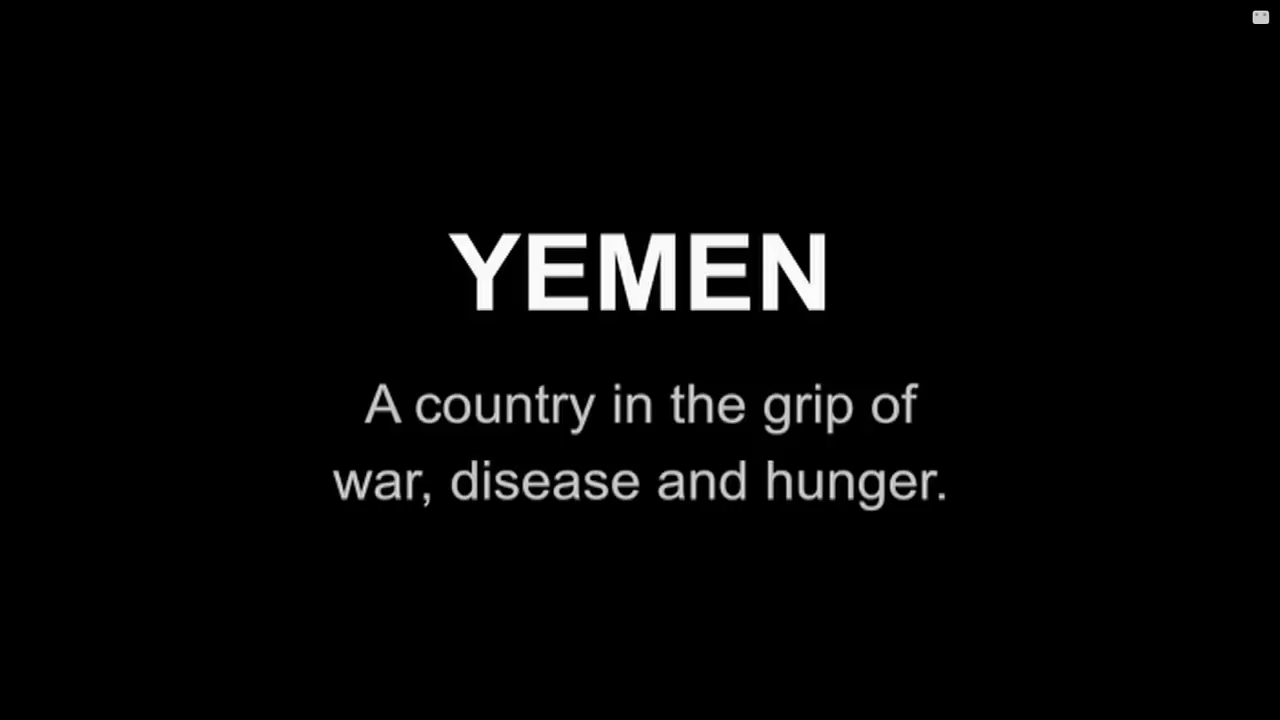 YEMEN
A country in the grip of
war, disease and hunger.